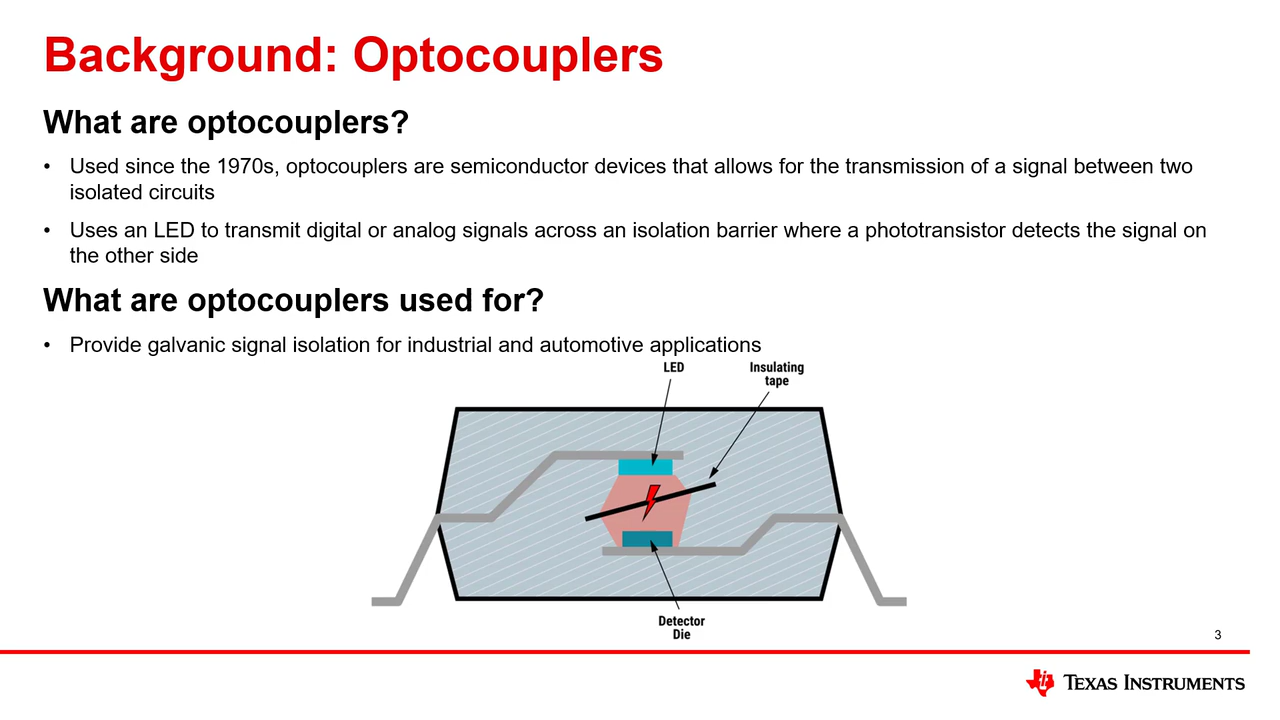 Background: Optocouplers
What are optocouplers?
• Used since the 1970s, optocouplers are semiconductor devices that allows for the transmission of a signal between two
isolated circuits
• Uses an LED to transmit digital or analog signals across an isolation barrier where a phototransistor detects the signal on
the other side
What are optocouplers used for?
• Provide galvanic signal isolation for industrial and automotive applications
LED
Insulating
tape
Detector
Die
3
TEXAS INSTRUMENTS